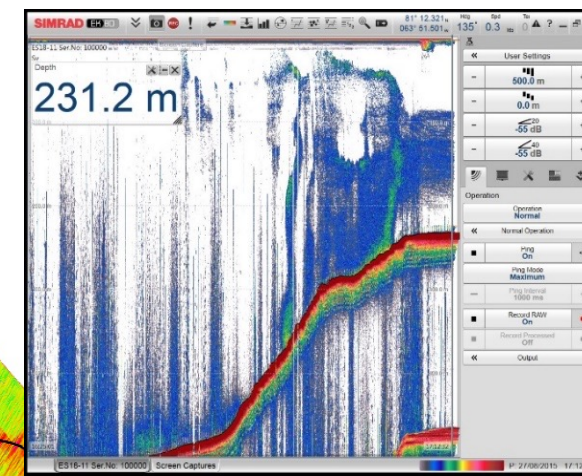 SIMRAD EK80
81° 12.321 N
063° 51.501 W
Hdg
135°
Spd
0.3
ES18-11 Ser.No: 100000
Depth
231.2 m
User Settings
500.0 m
0.0 m
-55 dB
-55 dB
Operation
Operation
Normal
Normal Operation
Ping
On
Ping Mode
Maximum
Ping Interval
1000 ms
Record RAW
On
Record Processed
Off
Output
ES18-11 Ser.No: 100000
Screen Captures
P: 27/08/2015